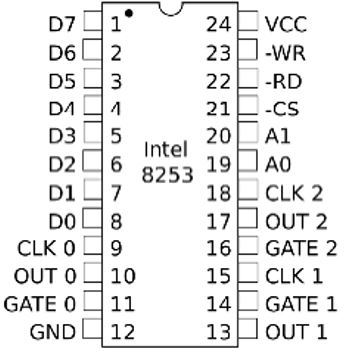 D7 1 24 VCC
D6 2 23 -WR
D5 3 22 -RD
D4 4 21 -CS
D3 5 20 A1
Intel
D2 6 19 A0
8253
D1 7 18 CLK 2
D0 8 17 OUT 2
CLK 0 9 16 GATE 2
OUT 0 10 15 CLK 1
GATE 0 11 14 GATE 1
GND 12 13 OUT 1